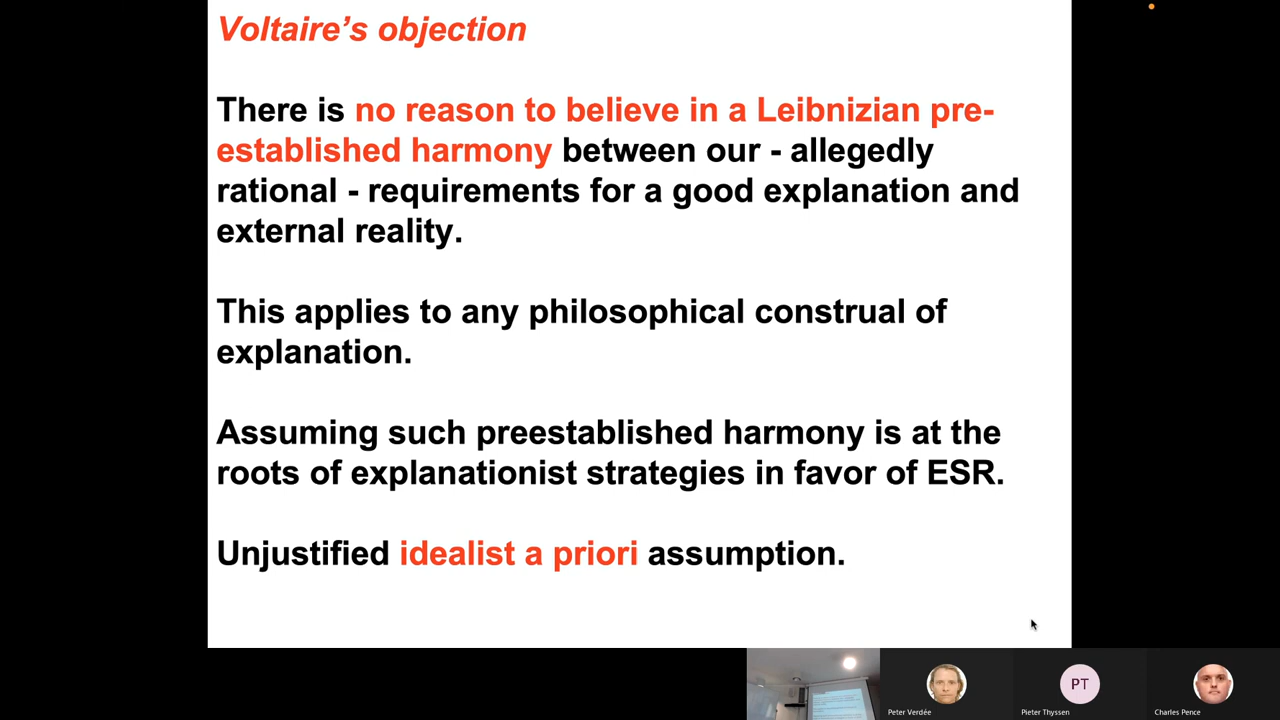 Voltaire's objection
There is no reason to believe in a Leibnizian pre-
established harmony between our - allegedly
rational - requirements for a good explanation and
external reality.
This applies to any philosophical construal of
explanation.
Assuming such preestablished harmony is at the
roots of explanationist strategies in favor of ESR.
Unjustified idealist a priori assumption.
PT
Peter Verdée
Pieter Thyssen
Charles Pence